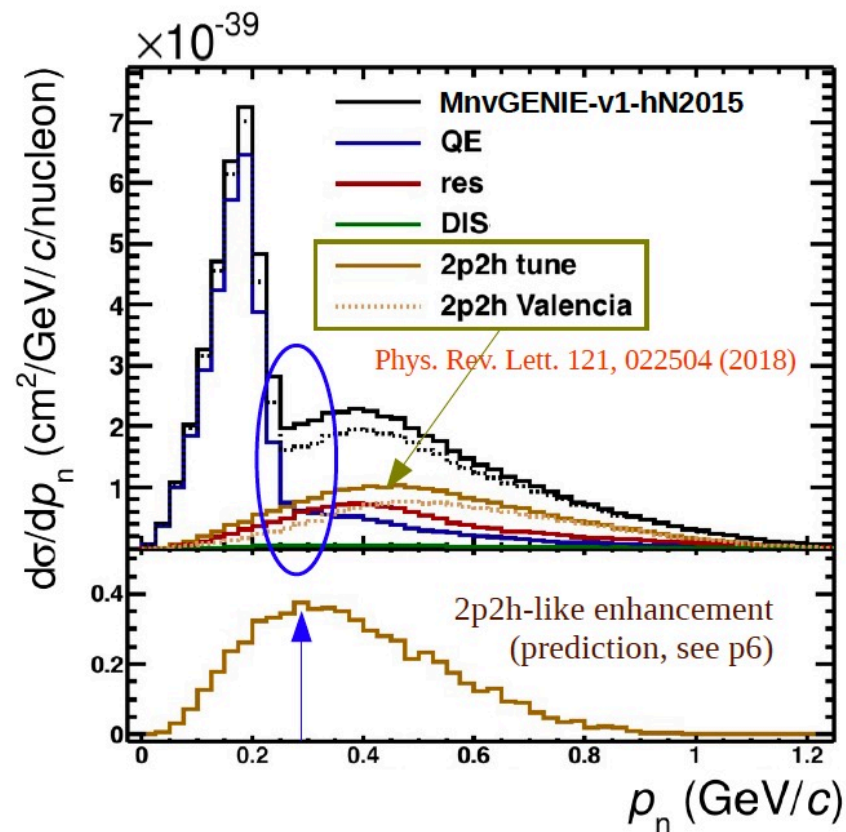 ×10⁻³⁹
dσ/dpₙ (cm²/GeV/c/nucleon)
7
6
5
4
3
2
1
MnvGENIE-v1-hN2015
QE
res
DIS
2p2h tune
2p2h Valencia
Phys. Rev. Lett. 121, 022504 (2018)
0.4
0.2
0
2p2h-like enhancement
(prediction, see p6)
0 0.2 0.4 0.6 0.8 1 1.2
pₙ (GeV/c)